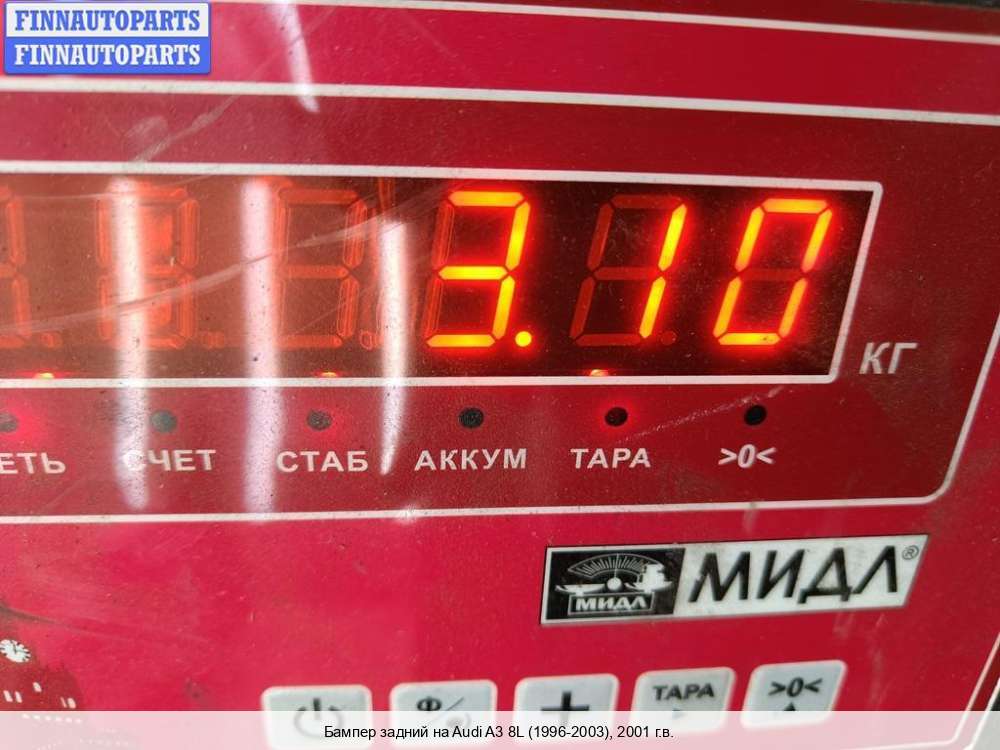 FINNAUTOPARTS
FINNAUTOPARTS
3.10
КГ
ЕТЬ СЧЕТ СТАБ АККУМ ТАРА >0<
МИДЛ МИДЛ®
Ф/ + ТАРА >0<
Бампер задний на Audi A3 8L (1996-2003), 2001 г.в.